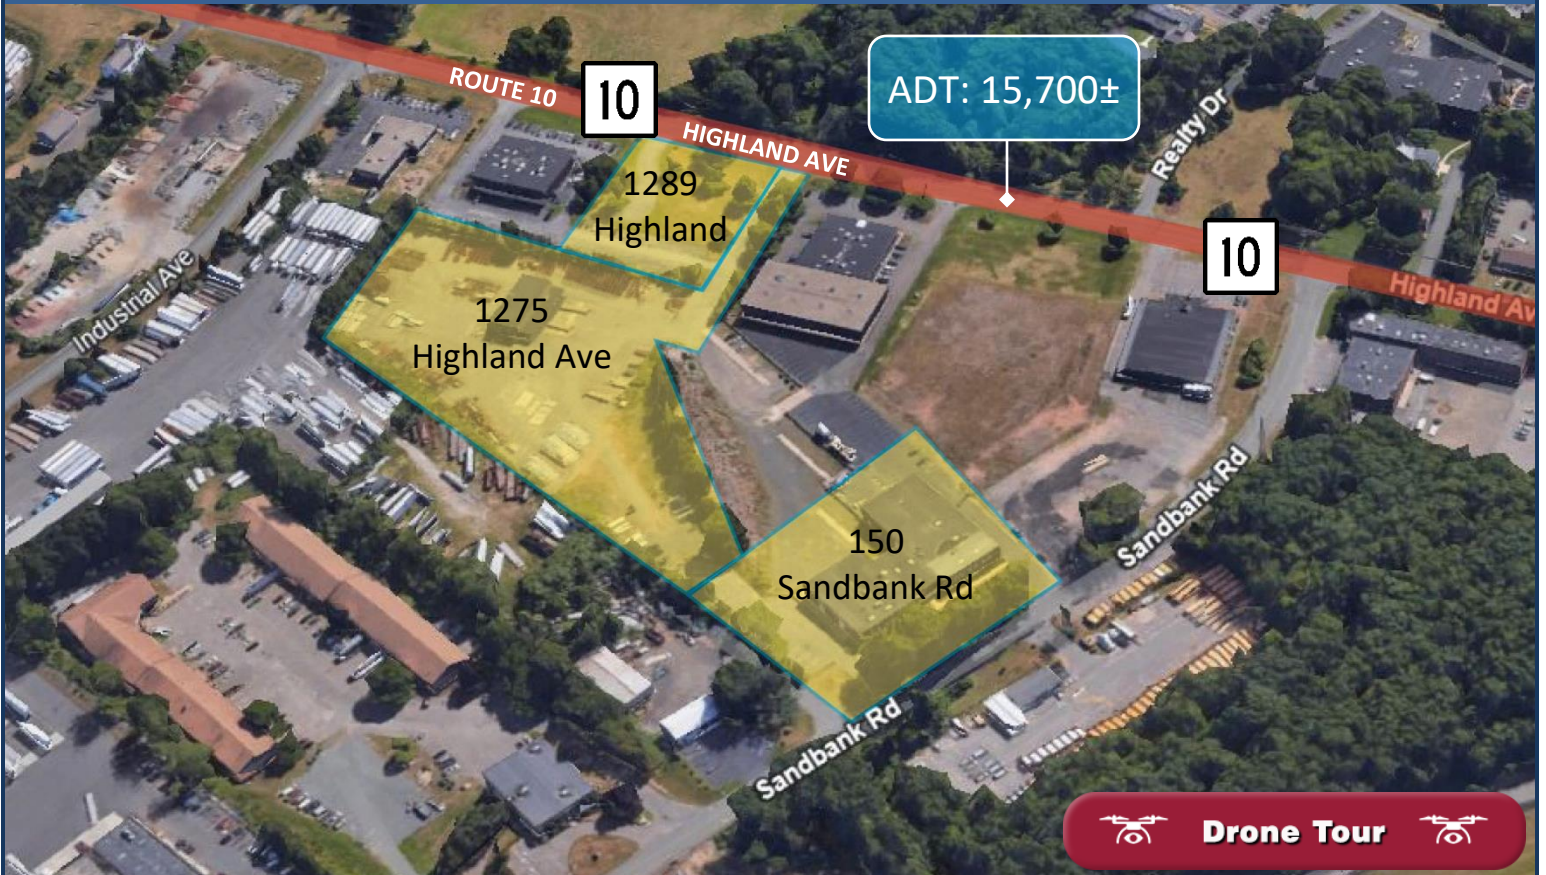 ROUTE 10
10
HIGHLAND AVE
ADT: 15,700±
Realty Dr
1289
Highland
10
Highland Av
Industrial Ave
1275
Highland Ave
150
Sandbank Rd
Sandbank Rd
Sandbank Rd
Drone Tour